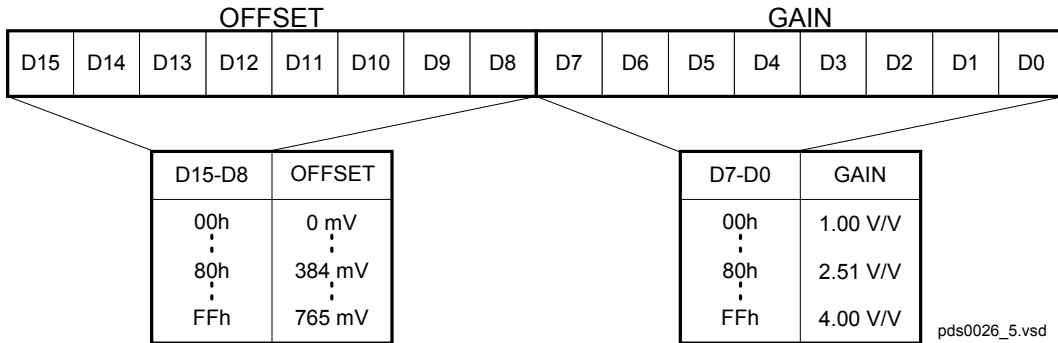 OFFSET GAIN
D15 D14 D13 D12 D11 D10 D9 D8 D7 D6 D5 D4 D3 D2 D1 D0
D15-D8 OFFSET D7-D0 GAIN
00h 0 mV 00h 1.00 V/V
80h 384 mV 80h 2.51 V/V
FFh 765 mV FFh 4.00 V/V
pds0026_5.vsd